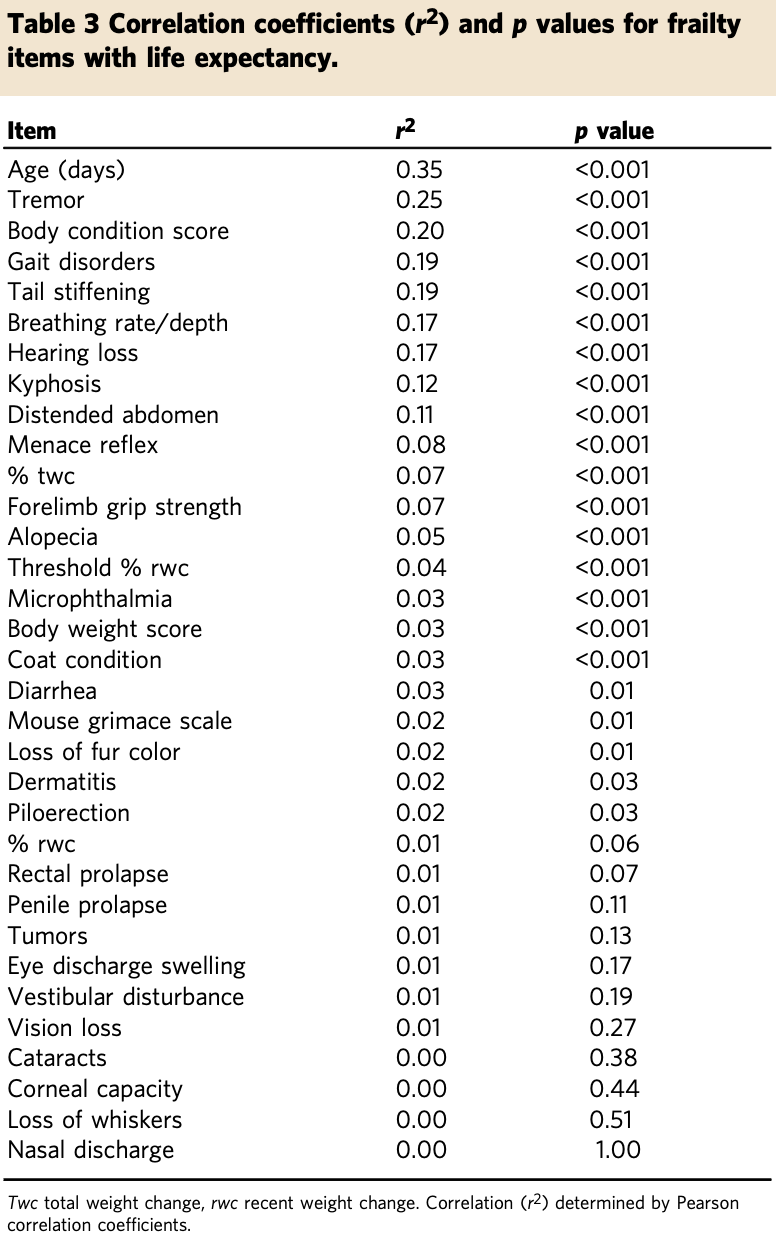 Table 3 Correlation coefficients (r²) and p values for frailty
items with life expectancy.
Item r² p value
Age (days) 0.35 <0.001
Tremor 0.25 <0.001
Body condition score 0.20 <0.001
Gait disorders 0.19 <0.001
Tail stiffening 0.19 <0.001
Breathing rate/depth 0.17 <0.001
Hearing loss 0.17 <0.001
Kyphosis 0.12 <0.001
Distended abdomen 0.11 <0.001
Menace reflex 0.08 <0.001
% twc 0.07 <0.001
Forelimb grip strength 0.07 <0.001
Alopecia 0.05 <0.001
Threshold % rwc 0.04 <0.001
Microphthalmia 0.03 <0.001
Body weight score 0.03 <0.001
Coat condition 0.03 <0.001
Diarrhea 0.03 0.01
Mouse grimace scale 0.02 0.01
Loss of fur color 0.02 0.01
Dermatitis 0.02 0.03
Piloerection 0.02 0.03
% rwc 0.01 0.06
Rectal prolapse 0.01 0.07
Penile prolapse 0.01 0.11
Tumors 0.01 0.13
Eye discharge swelling 0.01 0.17
Vestibular disturbance 0.01 0.19
Vision loss 0.01 0.27
Cataracts 0.00 0.38
Corneal capacity 0.00 0.44
Loss of whiskers 0.00 0.51
Nasal discharge 0.00 1.00
Twc total weight change, rwc recent weight change. Correlation (r²) determined by Pearson
correlation coefficients.